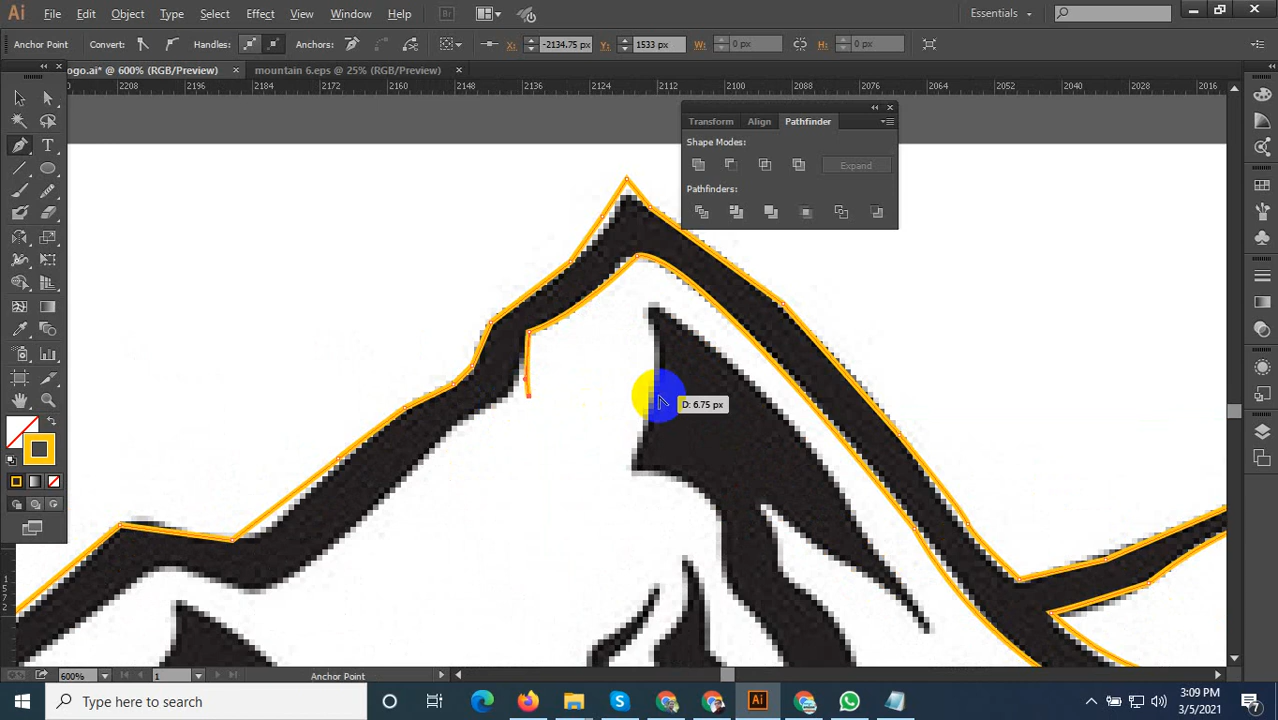 Ai File Edit Object Type Select Effect View Window Help Br Essentials
Anchor Point Convert: Handles: Anchors: X: -2134.75 px Y: 1533 px W: 0 px H: 0 px
ogo.ai* @ 600% (RGB/Preview) × mountain 6.eps @ 25% (RGB/Preview) ×
2208 2196 2184 2172 2160 2148 2136 2124 2112 2100 2088 2076 2064 2052 2040 2028 2016
Transform Align Pathfinder
Shape Modes:
Expand
Pathfinders:
D: 6.75 px
600% 1 Anchor Point
Type here to search
Ai
3:09 PM
3/5/2021